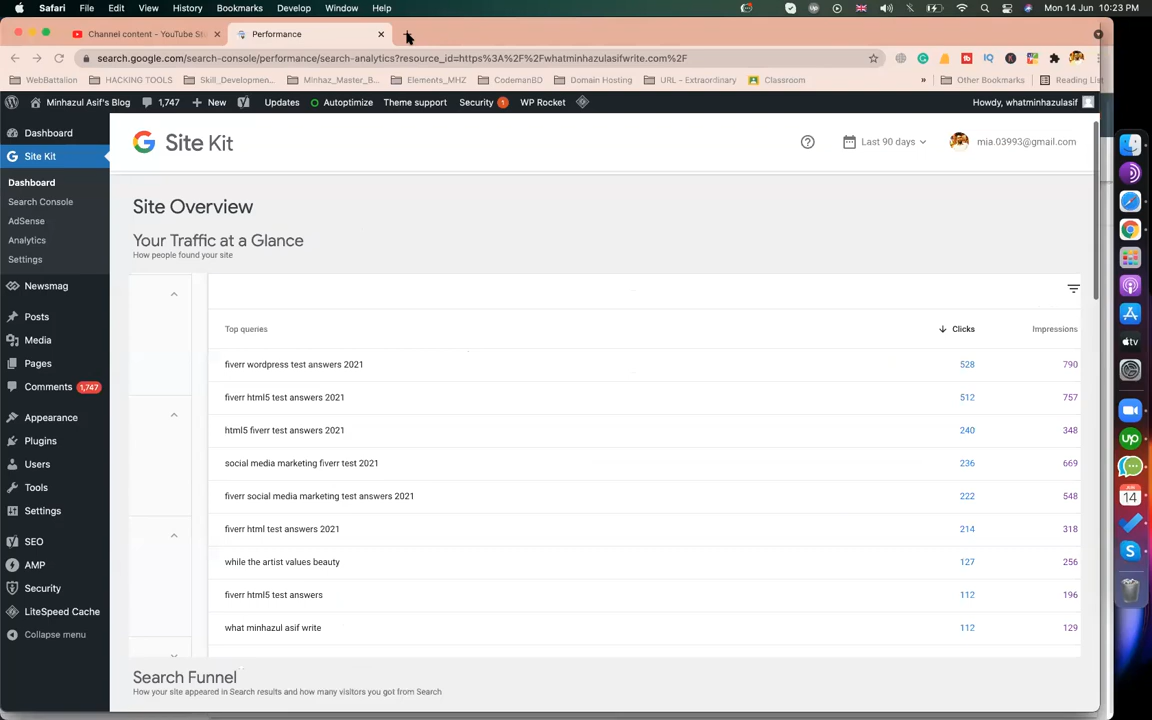 Safari File Edit View History Bookmarks Develop Window Help Mon 14 Jun 10:23 PM
Channel content - YouTube Stu × Performance ×
search.google.com/search-console/performance/search-analytics?resource_id=https%3A%2F%2Fwhatminhazulasifwrite.com%2F
WebBattalion HACKING TOOLS Skill_Developmen... Minhaz_Master_B... Elements_MHZ CodemanBD Domain Hosting URL - Extraordinary Classroom » Other Bookmarks Reading List
Minhazul Asif's Blog 1,747 New Updates Autoptimize Theme support Security 1 WP Rocket Howdy, whatminhazulasif
Dashboard
Site Kit
Dashboard
Search Console
AdSense
Analytics
Settings
Newsmag
Posts
Media
Pages
Comments 1,747
Appearance
Plugins
Users
Tools
Settings
SEO
AMP
Security
LiteSpeed Cache
Collapse menu
Site Kit Last 90 days mia.03993@gmail.com
Site Overview
Your Traffic at a Glance
How people found your site
Top queries Clicks Impressions
fiverr wordpress test answers 2021 528 790
fiverr html5 test answers 2021 512 757
html5 fiverr test answers 2021 240 348
social media marketing fiverr test 2021 236 669
fiverr social media marketing test answers 2021 222 548
fiverr html test answers 2021 214 318
while the artist values beauty 127 256
fiverr html5 test answers 112 196
what minhazul asif write 112 129
Search Funnel
How your site appeared in Search results and how many visitors you got from Search
tv
up
JUN
14